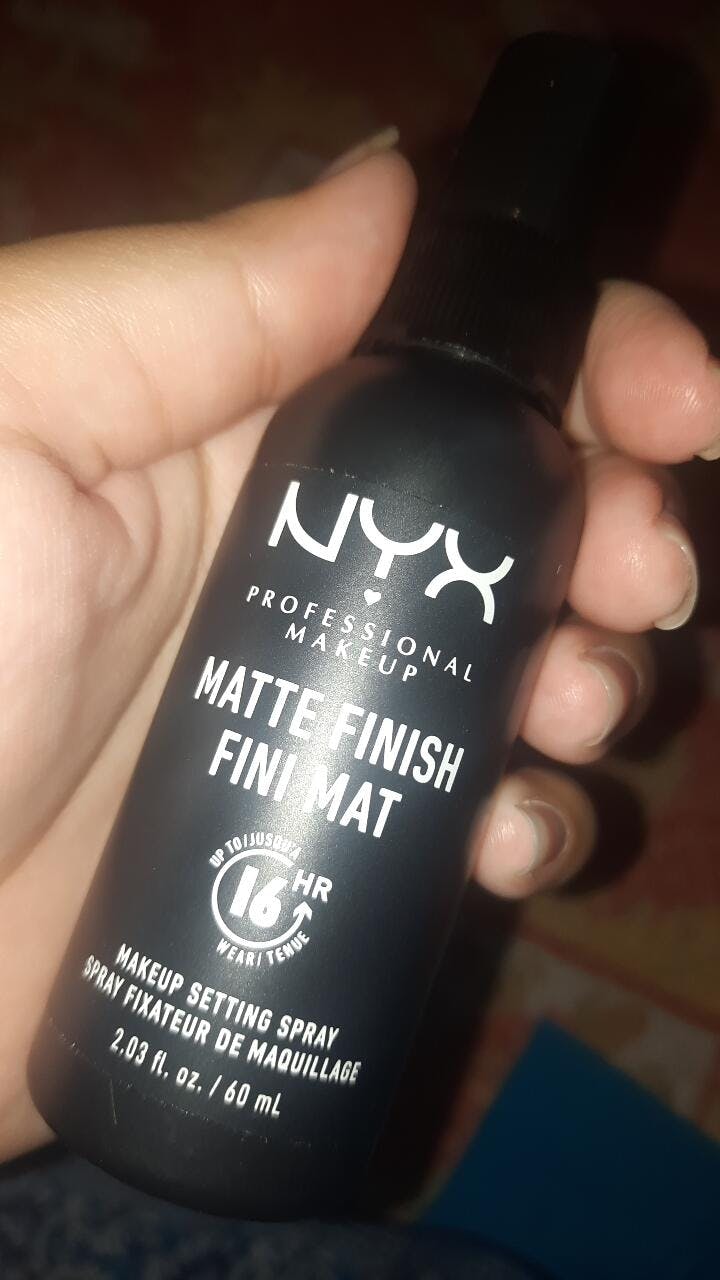 NYX
PROFESSIONAL
MAKEUP
MATTE FINISH
FINI MAT
UP TO/JUSQU'À
16 HR
WEAR/TENUE
MAKEUP SETTING SPRAY
SPRAY FIXATEUR DE MAQUILLAGE
2.03 fl. oz. / 60 mL